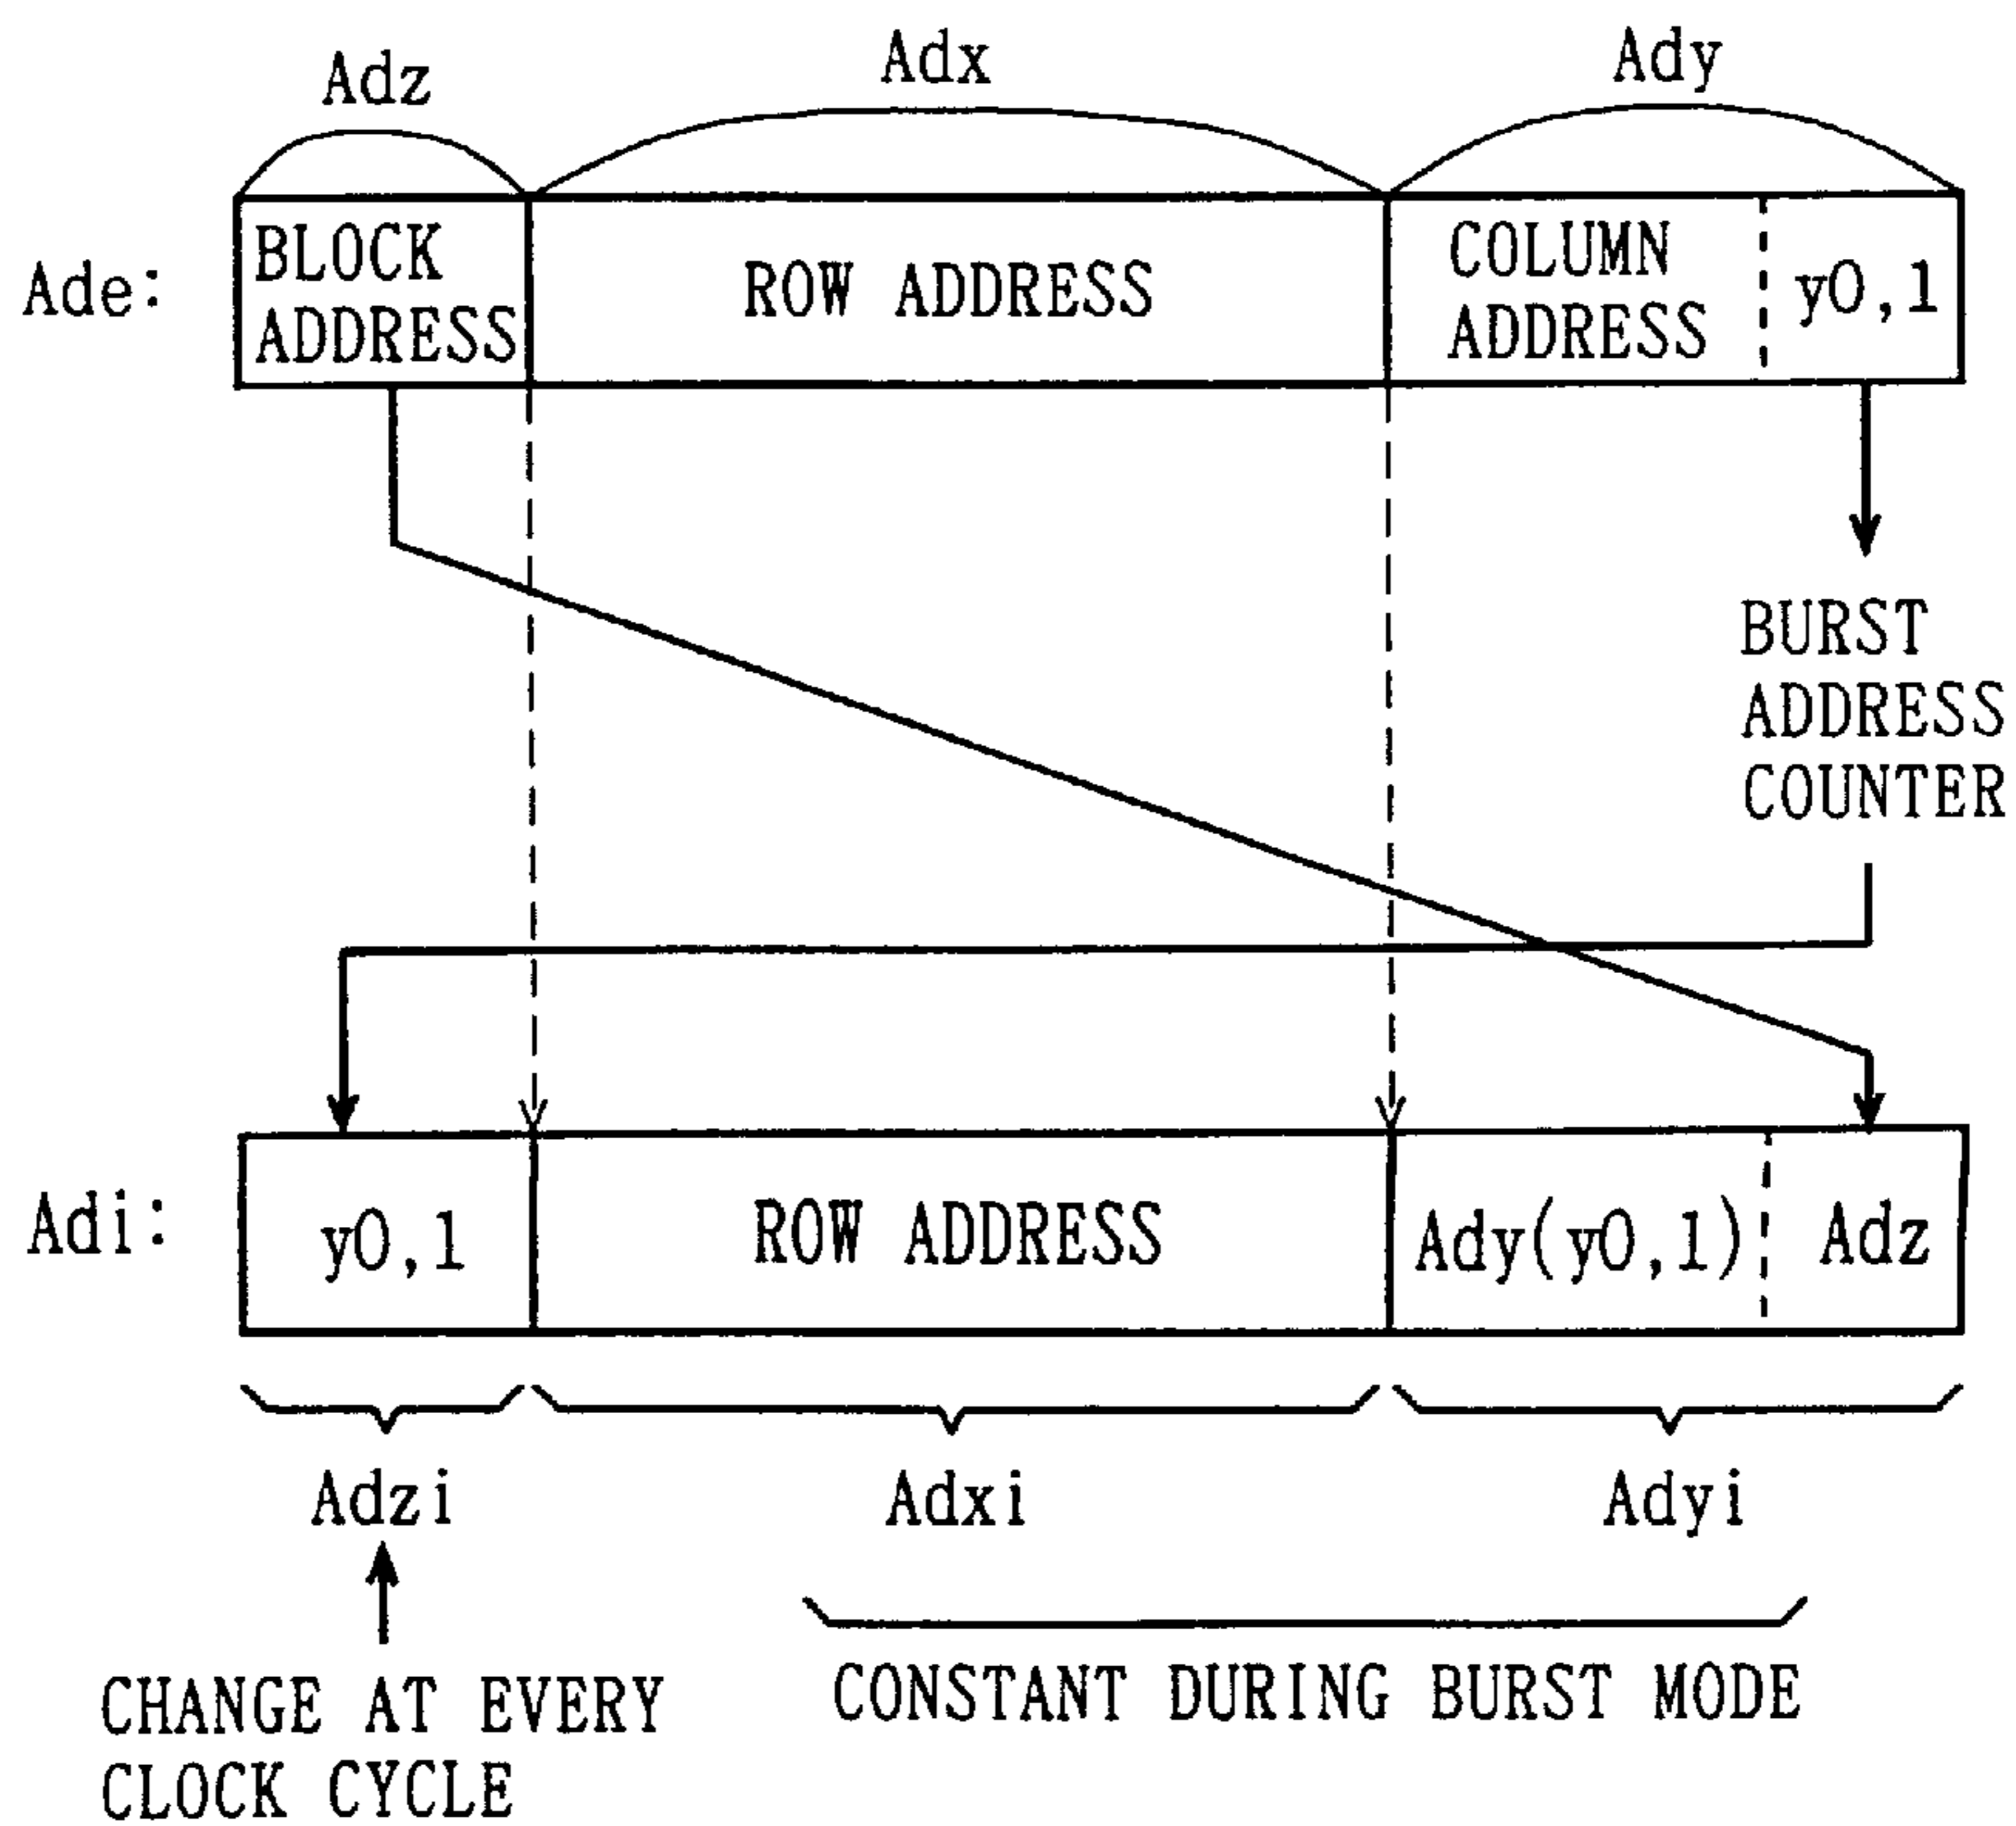 Adz Adx Ady
Ade: BLOCK ADDRESS ROW ADDRESS COLUMN ADDRESS y0,1
BURST
ADDRESS
COUNTER
Adi: y0,1 ROW ADDRESS Ady(y0,1) Adz
Adzi Adxi Adyi
CHANGE AT EVERY
CLOCK CYCLE
CONSTANT DURING BURST MODE